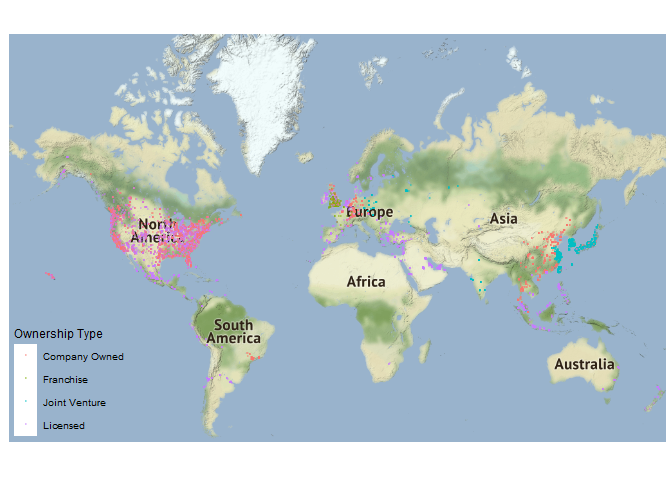 North
America
Europe
Asia
Africa
South
America
Australia
Ownership Type
Company Owned
Franchise
Joint Venture
Licensed